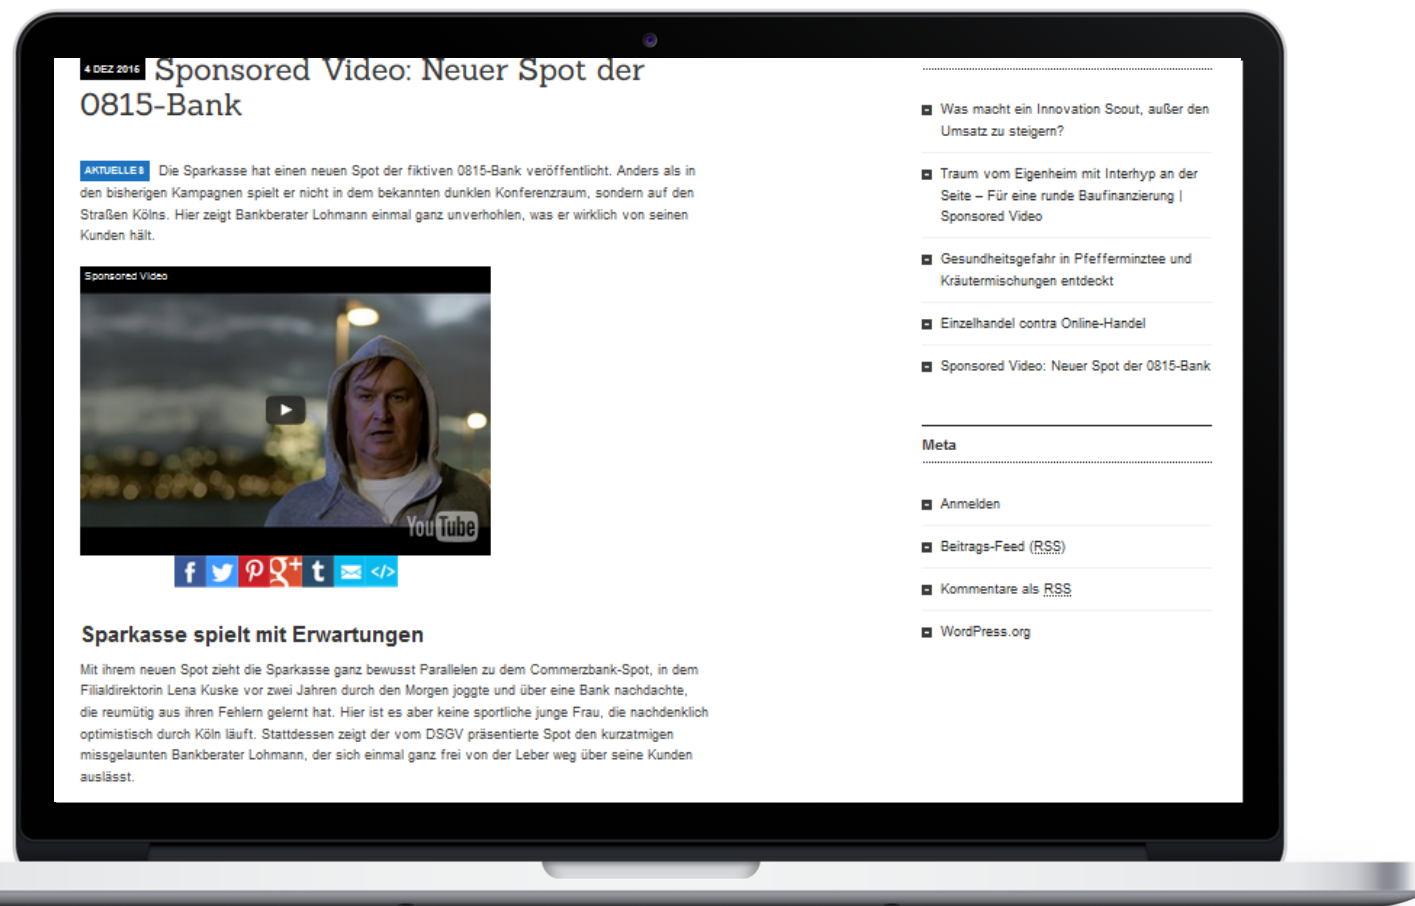 4 DEZ 2016 Sponsored Video: Neuer Spot der
0815-Bank
AKTUELLES Die Sparkasse hat einen neuen Spot der fiktiven 0815-Bank veröffentlicht. Anders als in
den bisherigen Kampagnen spielt er nicht in dem bekannten dunklen Konferenzraum, sondern auf den
Straßen Kölns. Hier zeigt Bankberater Lohmann einmal ganz unverhohlen, was er wirklich von seinen
Kunden hält.
Sponsored Video
YouTube
Sparkasse spielt mit Erwartungen
Mit ihrem neuen Spot zieht die Sparkasse ganz bewusst Parallelen zu dem Commerzbank-Spot, in dem
Filialdirektorin Lena Kuske vor zwei Jahren durch den Morgen joggte und über eine Bank nachdachte,
die reumütig aus ihren Fehlern gelernt hat. Hier ist es aber keine sportliche junge Frau, die nachdenklich
optimistisch durch Köln läuft. Stattdessen zeigt der vom DSGV präsentierte Spot den kurzatmigen
missgelaunten Bankberater Lohmann, der sich einmal ganz frei von der Leber weg über seine Kunden
auslässt.
Was macht ein Innovation Scout, außer den
Umsatz zu steigern?
Traum vom Eigenheim mit Interhyp an der
Seite – Für eine runde Baufinanzierung |
Sponsored Video
Gesundheitsgefahr in Pfefferminztee und
Kräutermischungen entdeckt
Einzelhandel contra Online-Handel
Sponsored Video: Neuer Spot der 0815-Bank
Meta
Anmelden
Beitrags-Feed (RSS)
Kommentare als RSS
WordPress.org